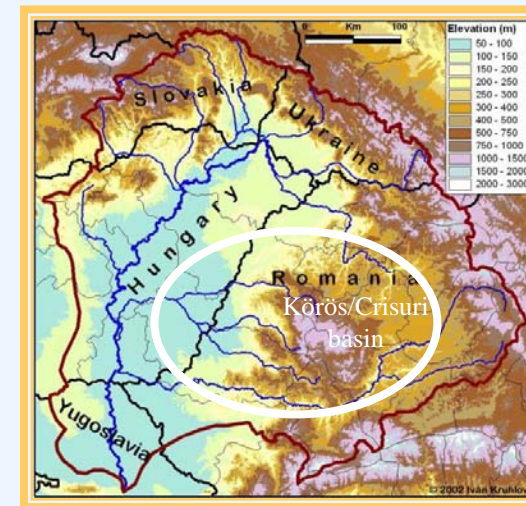 0 Km 100
Elevation (m)
50 - 100
100 - 150
150 - 200
200 - 250
250 - 300
300 - 400
400 - 500
500 - 750
750 - 1000
1000 - 1500
1500 - 2000
2000 - 3000
Slovakia
Ukraine
Hungary
Romania
Körös/Crisuri
basin
Yugoslavia
© 2002 Iván Kruhlov